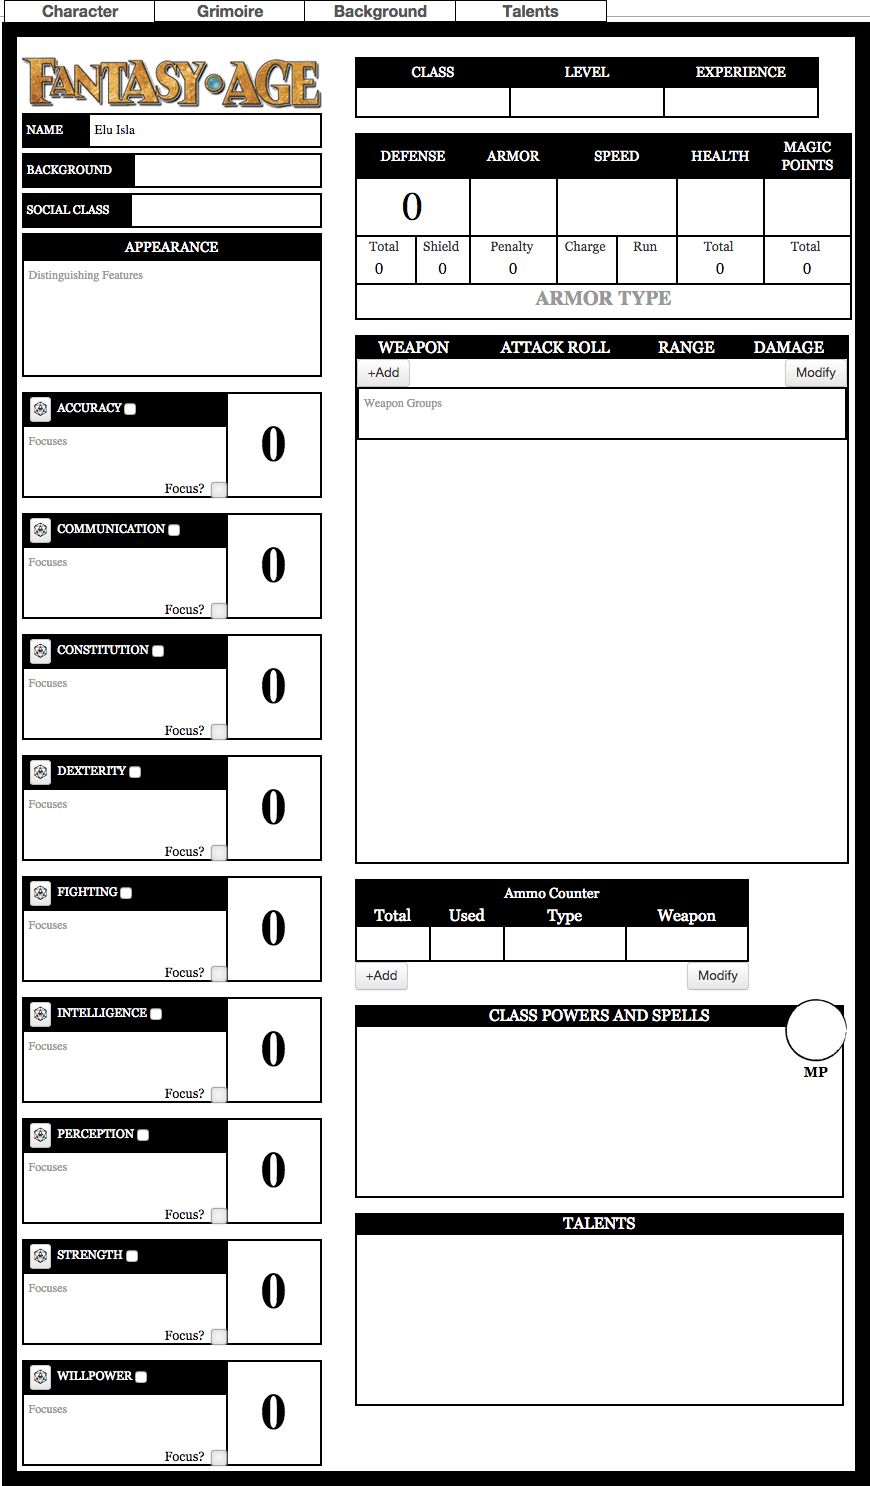 Character Grimoire Background Talents
FANTASY AGE
NAME Elu Isla
BACKGROUND
SOCIAL CLASS
APPEARANCE
Distinguishing Features
ACCURACY
Focuses
0
Focus?
COMMUNICATION
Focuses
0
Focus?
CONSTITUTION
Focuses
0
Focus?
DEXTERITY
Focuses
0
Focus?
FIGHTING
Focuses
0
Focus?
INTELLIGENCE
Focuses
0
Focus?
PERCEPTION
Focuses
0
Focus?
STRENGTH
Focuses
0
Focus?
WILLPOWER
Focuses
0
Focus?
CLASS LEVEL EXPERIENCE
DEFENSE ARMOR SPEED HEALTH MAGIC POINTS
0
Total Shield Penalty Charge Run Total Total
0 0 0 0 0
ARMOR TYPE
WEAPON ATTACK ROLL RANGE DAMAGE
+Add Modify
Weapon Groups
Ammo Counter
Total Used Type Weapon
+Add Modify
CLASS POWERS AND SPELLS
MP
TALENTS